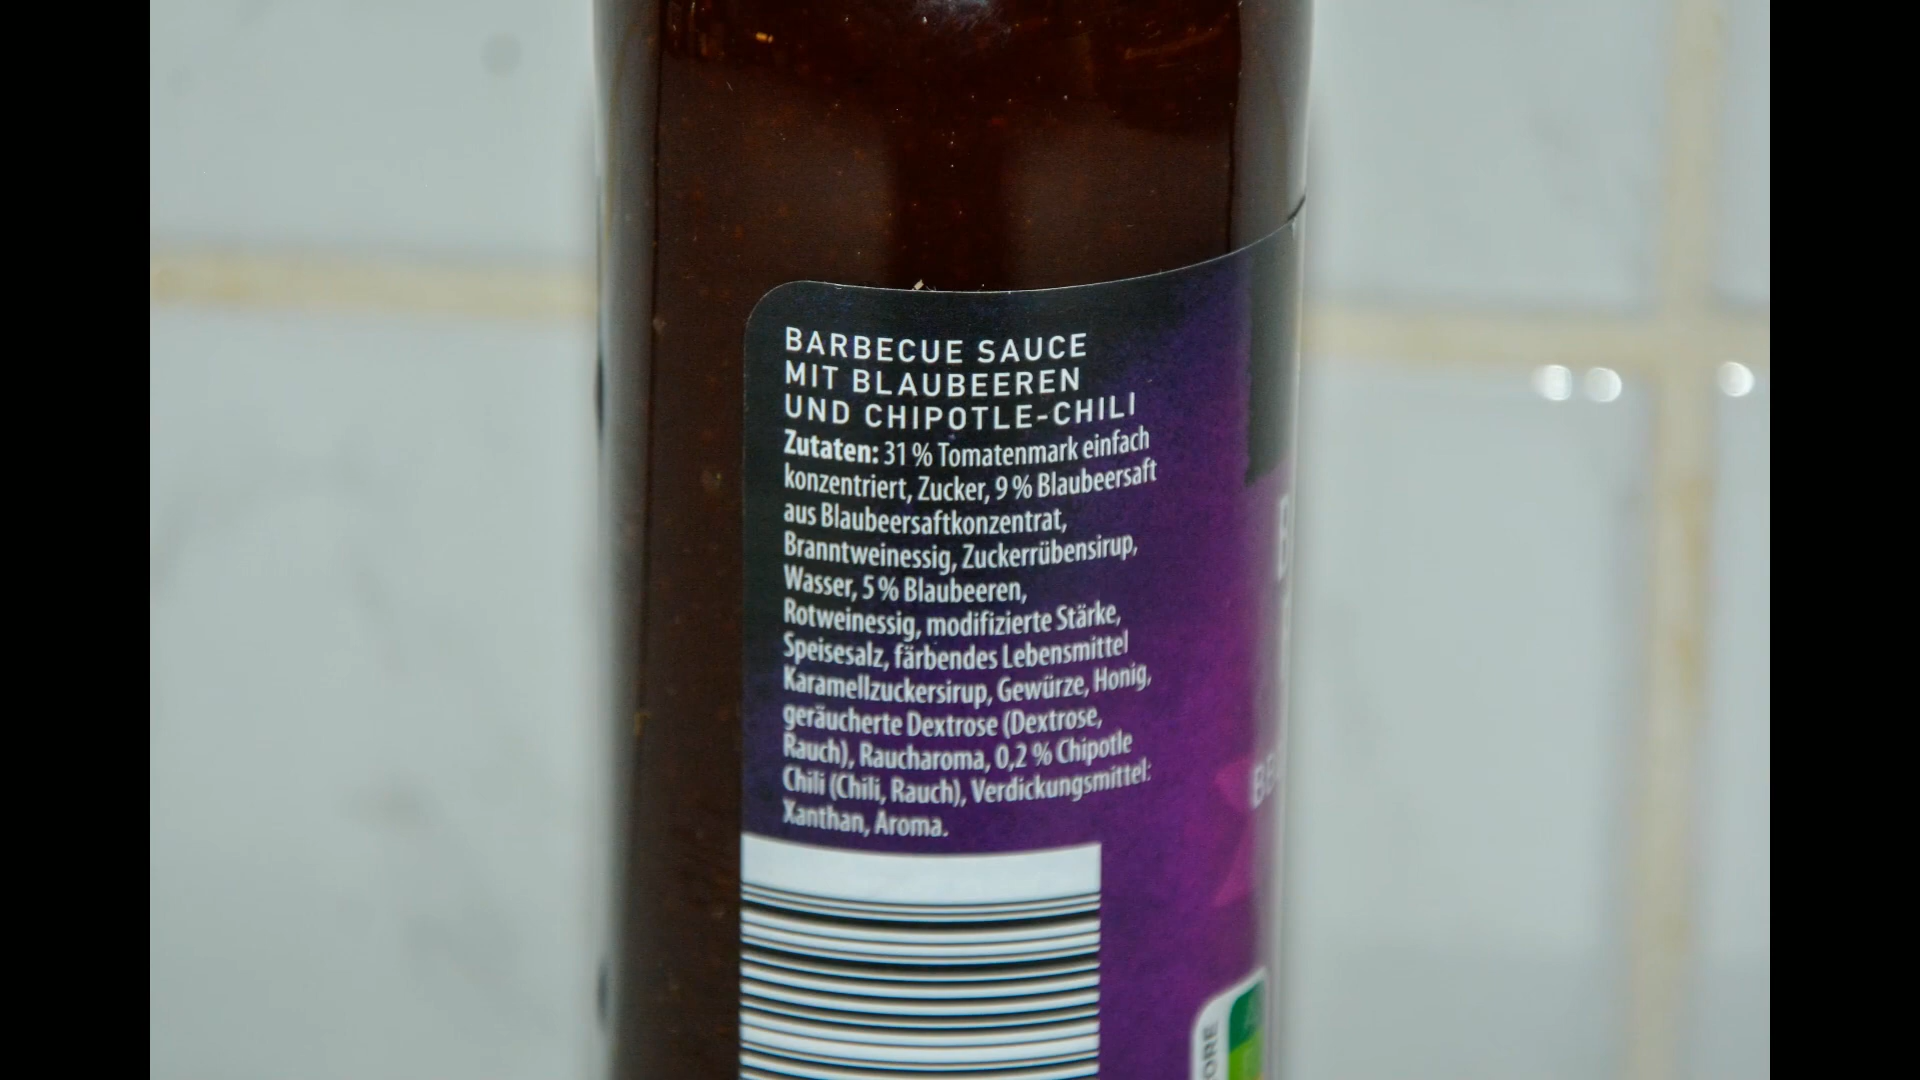 BARBECUE SAUCE
MIT BLAUBEEREN
UND CHIPOTLE-CHILI
Zutaten: 31 % Tomatenmark einfach
konzentriert, Zucker, 9 % Blaubeersaft
aus Blaubeersaftkonzentrat,
Branntweinessig, Zuckerrübensirup,
Wasser, 5 % Blaubeeren,
Rotweinessig, modifizierte Stärke,
Speisesalz, färbendes Lebensmittel
Karamellzuckersirup, Gewürze, Honig,
geräucherte Dextrose (Dextrose,
Rauch), Raucharoma, 0,2 % Chipotle
Chili (Chili, Rauch), Verdickungsmittel:
Xanthan, Aroma.